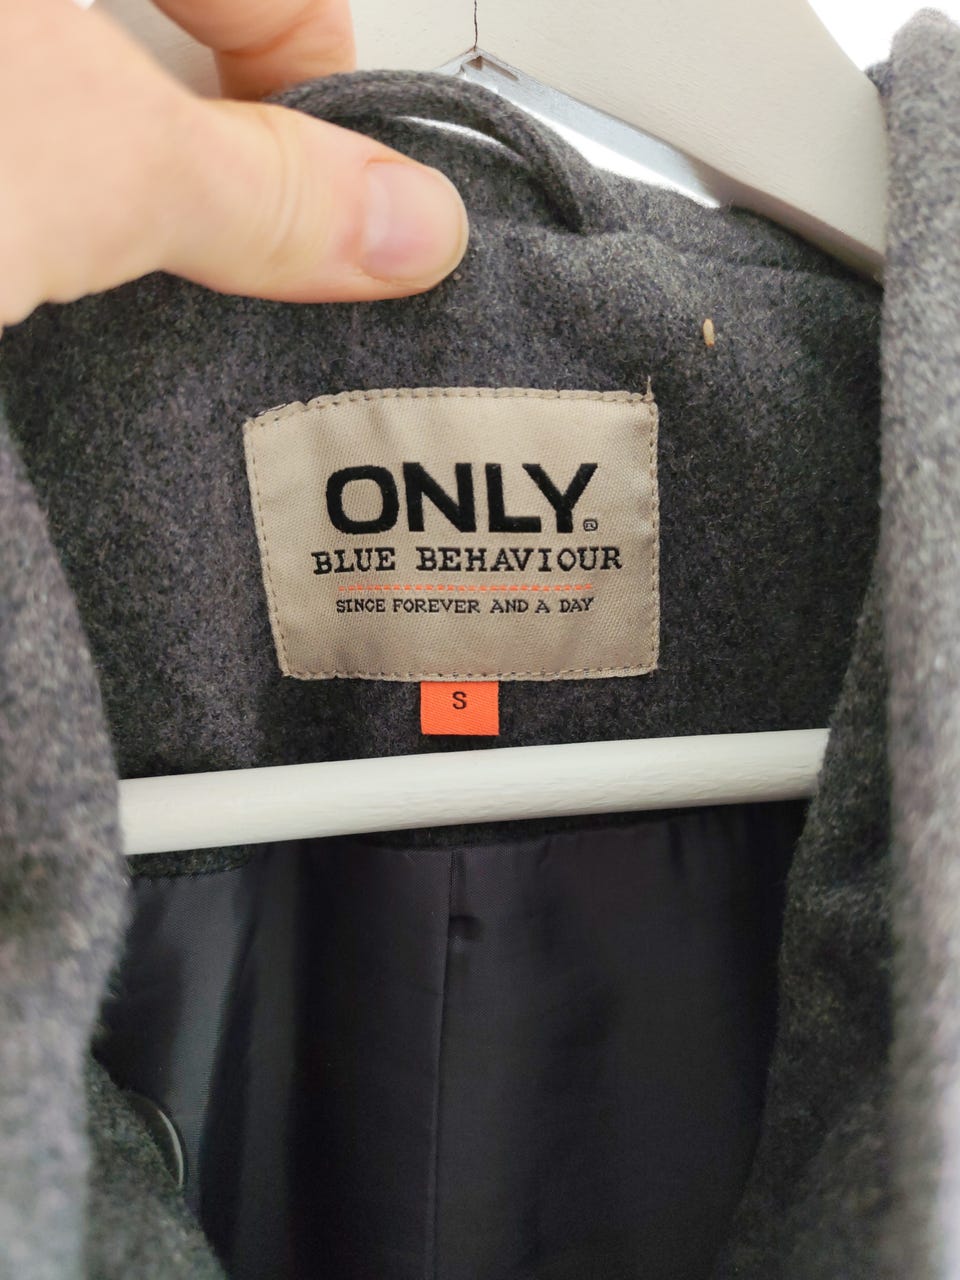 ONLY®
BLUE BEHAVIOUR
SINCE FOREVER AND A DAY
S